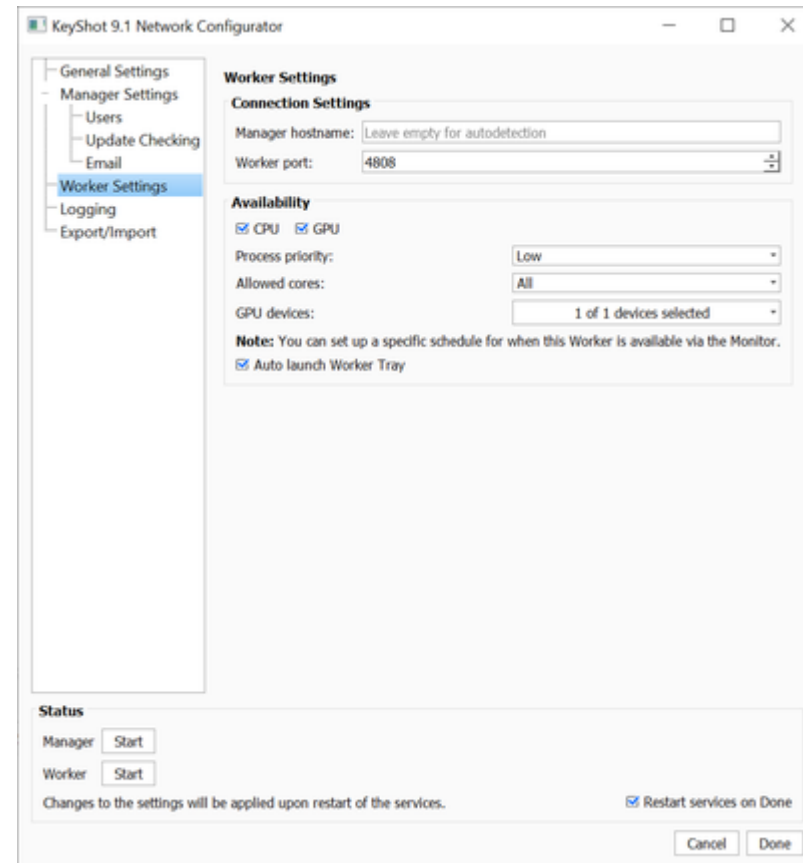 KeyShot 9.1 Network Configurator
General Settings
Manager Settings
Users
Update Checking
Email
Worker Settings
Logging
Export/Import
Worker Settings
Connection Settings
Manager hostname: Leave empty for autodetection
Worker port: 4808
Availability
CPU GPU
Process priority: Low
Allowed cores: All
GPU devices: 1 of 1 devices selected
Note: You can set up a specific schedule for when this Worker is available via the Monitor.
Auto launch Worker Tray
Status
Manager Start
Worker Start
Changes to the settings will be applied upon restart of the services. Restart services on Done
Cancel Done